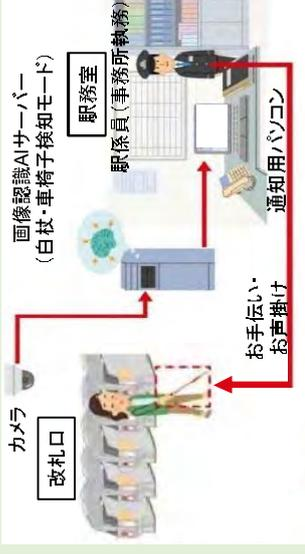 カメラ
改札口
画像認識AIサーバー
（白杖・車椅子検知モード）
駅務室
駅係員（事務所執務）
通知用パソコン
お手伝い・
お声掛け